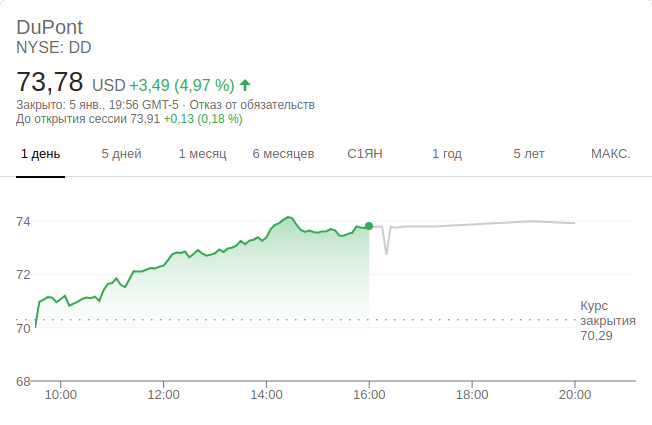 DuPont
NYSE: DD
73,78 USD +3,49 (4,97 %)
Закрыто: 5 янв., 19:56 GMT-5 · Отказ от обязательств
До открытия сессии 73,91 +0,13 (0,18 %)
1 день 5 дней 1 месяц 6 месяцев С1ЯН 1 год 5 лет МАКС.
74
72
70
68
Курс
закрытия
70,29
10:00 12:00 14:00 16:00 18:00 20:00